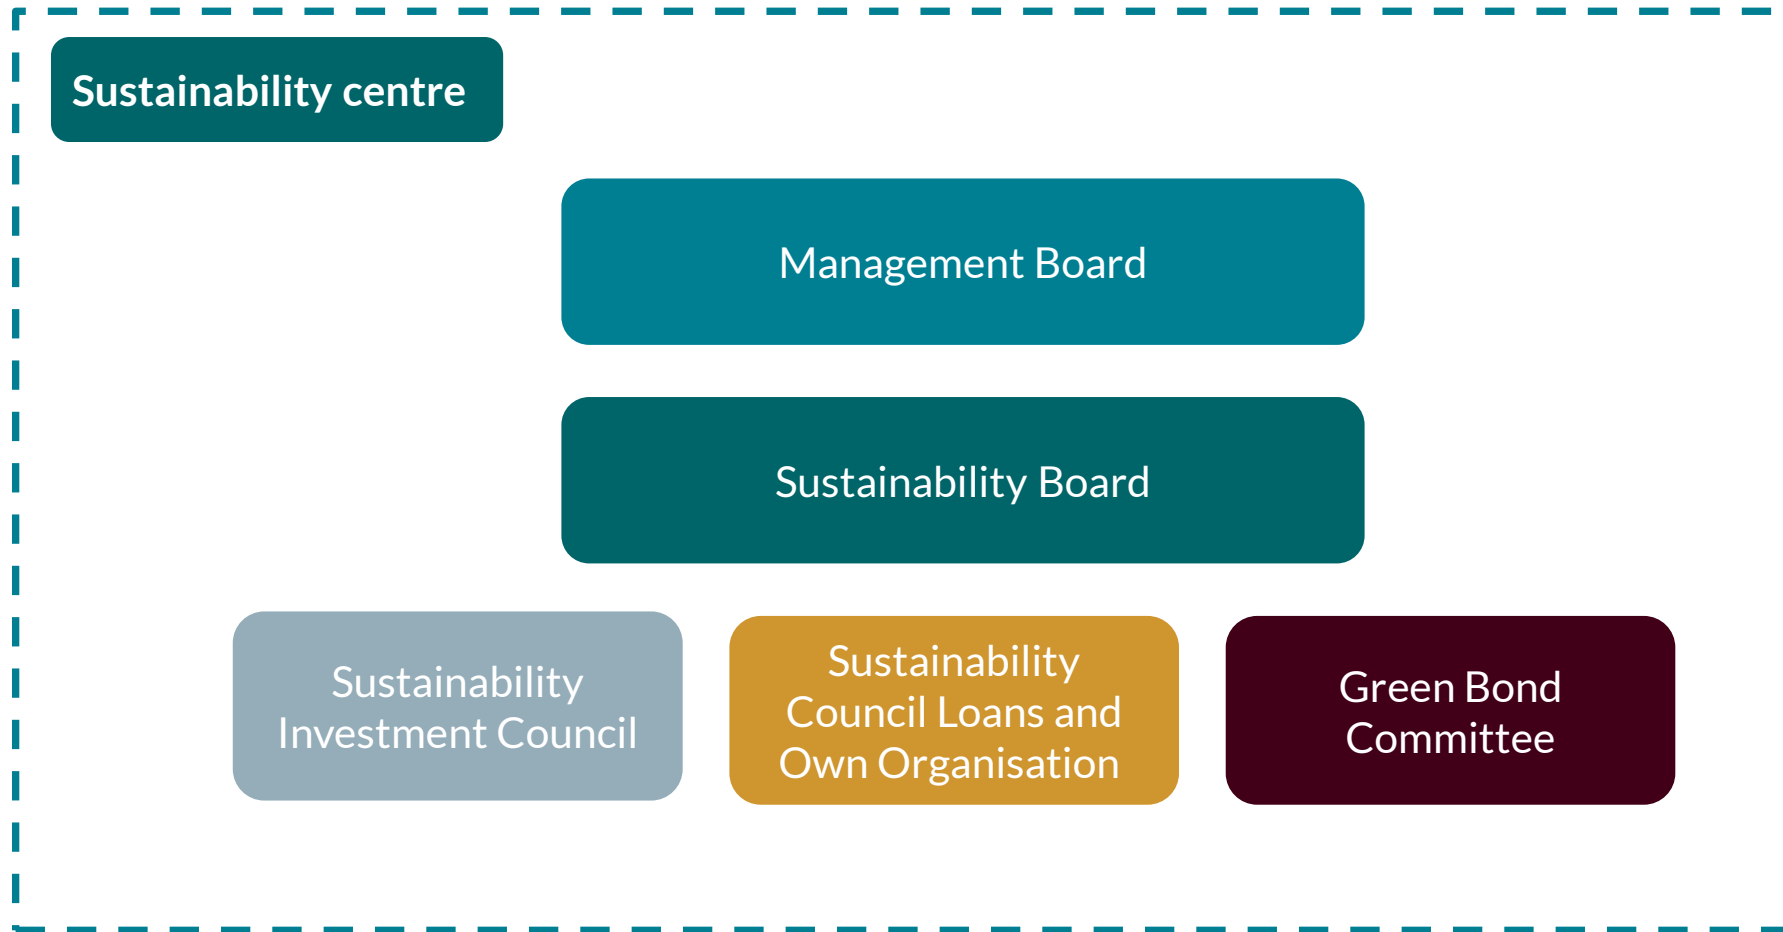 Sustainability centre
Management Board
Sustainability Board
Sustainability
Investment Council
Sustainability
Council Loans and
Own Organisation
Green Bond
Committee